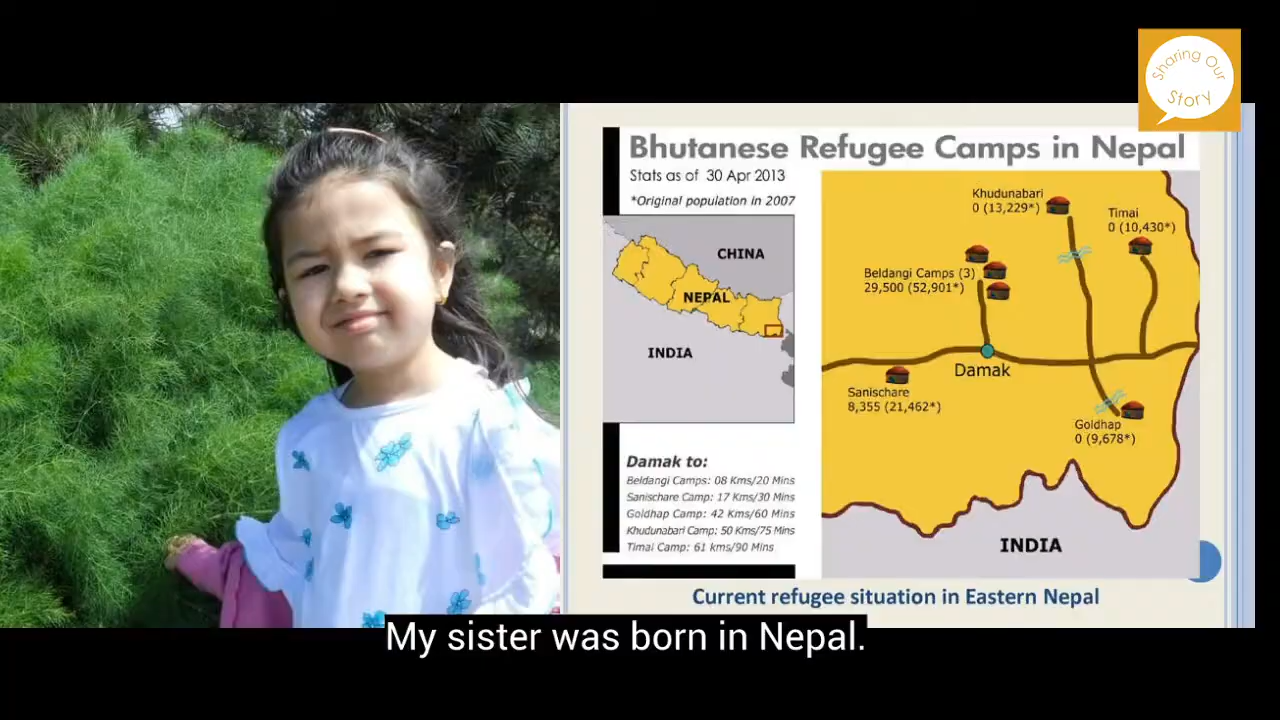 Sharing Our
Story
Bhutanese Refugee Camps in Nepal
Stats as of 30 Apr 2013
*Original population in 2007
CHINA
NEPAL
INDIA
Khudunabari
0 (13,229*)
Timai
0 (10,430*)
Beldangi Camps (3)
29,500 (52,901*)
Damak
Sanischare
8,355 (21,462*)
Goldhap
0 (9,678*)
INDIA
Damak to:
Beldangi Camps: 08 Kms/20 Mins
Sanischare Camp: 17 Kms/30 Mins
Goldhap Camp: 42 Kms/60 Mins
Khudunabari Camp: 50 Kms/75 Mins
Timai Camp: 61 kms/90 Mins
Current refugee situation in Eastern Nepal
My sister was born in Nepal.